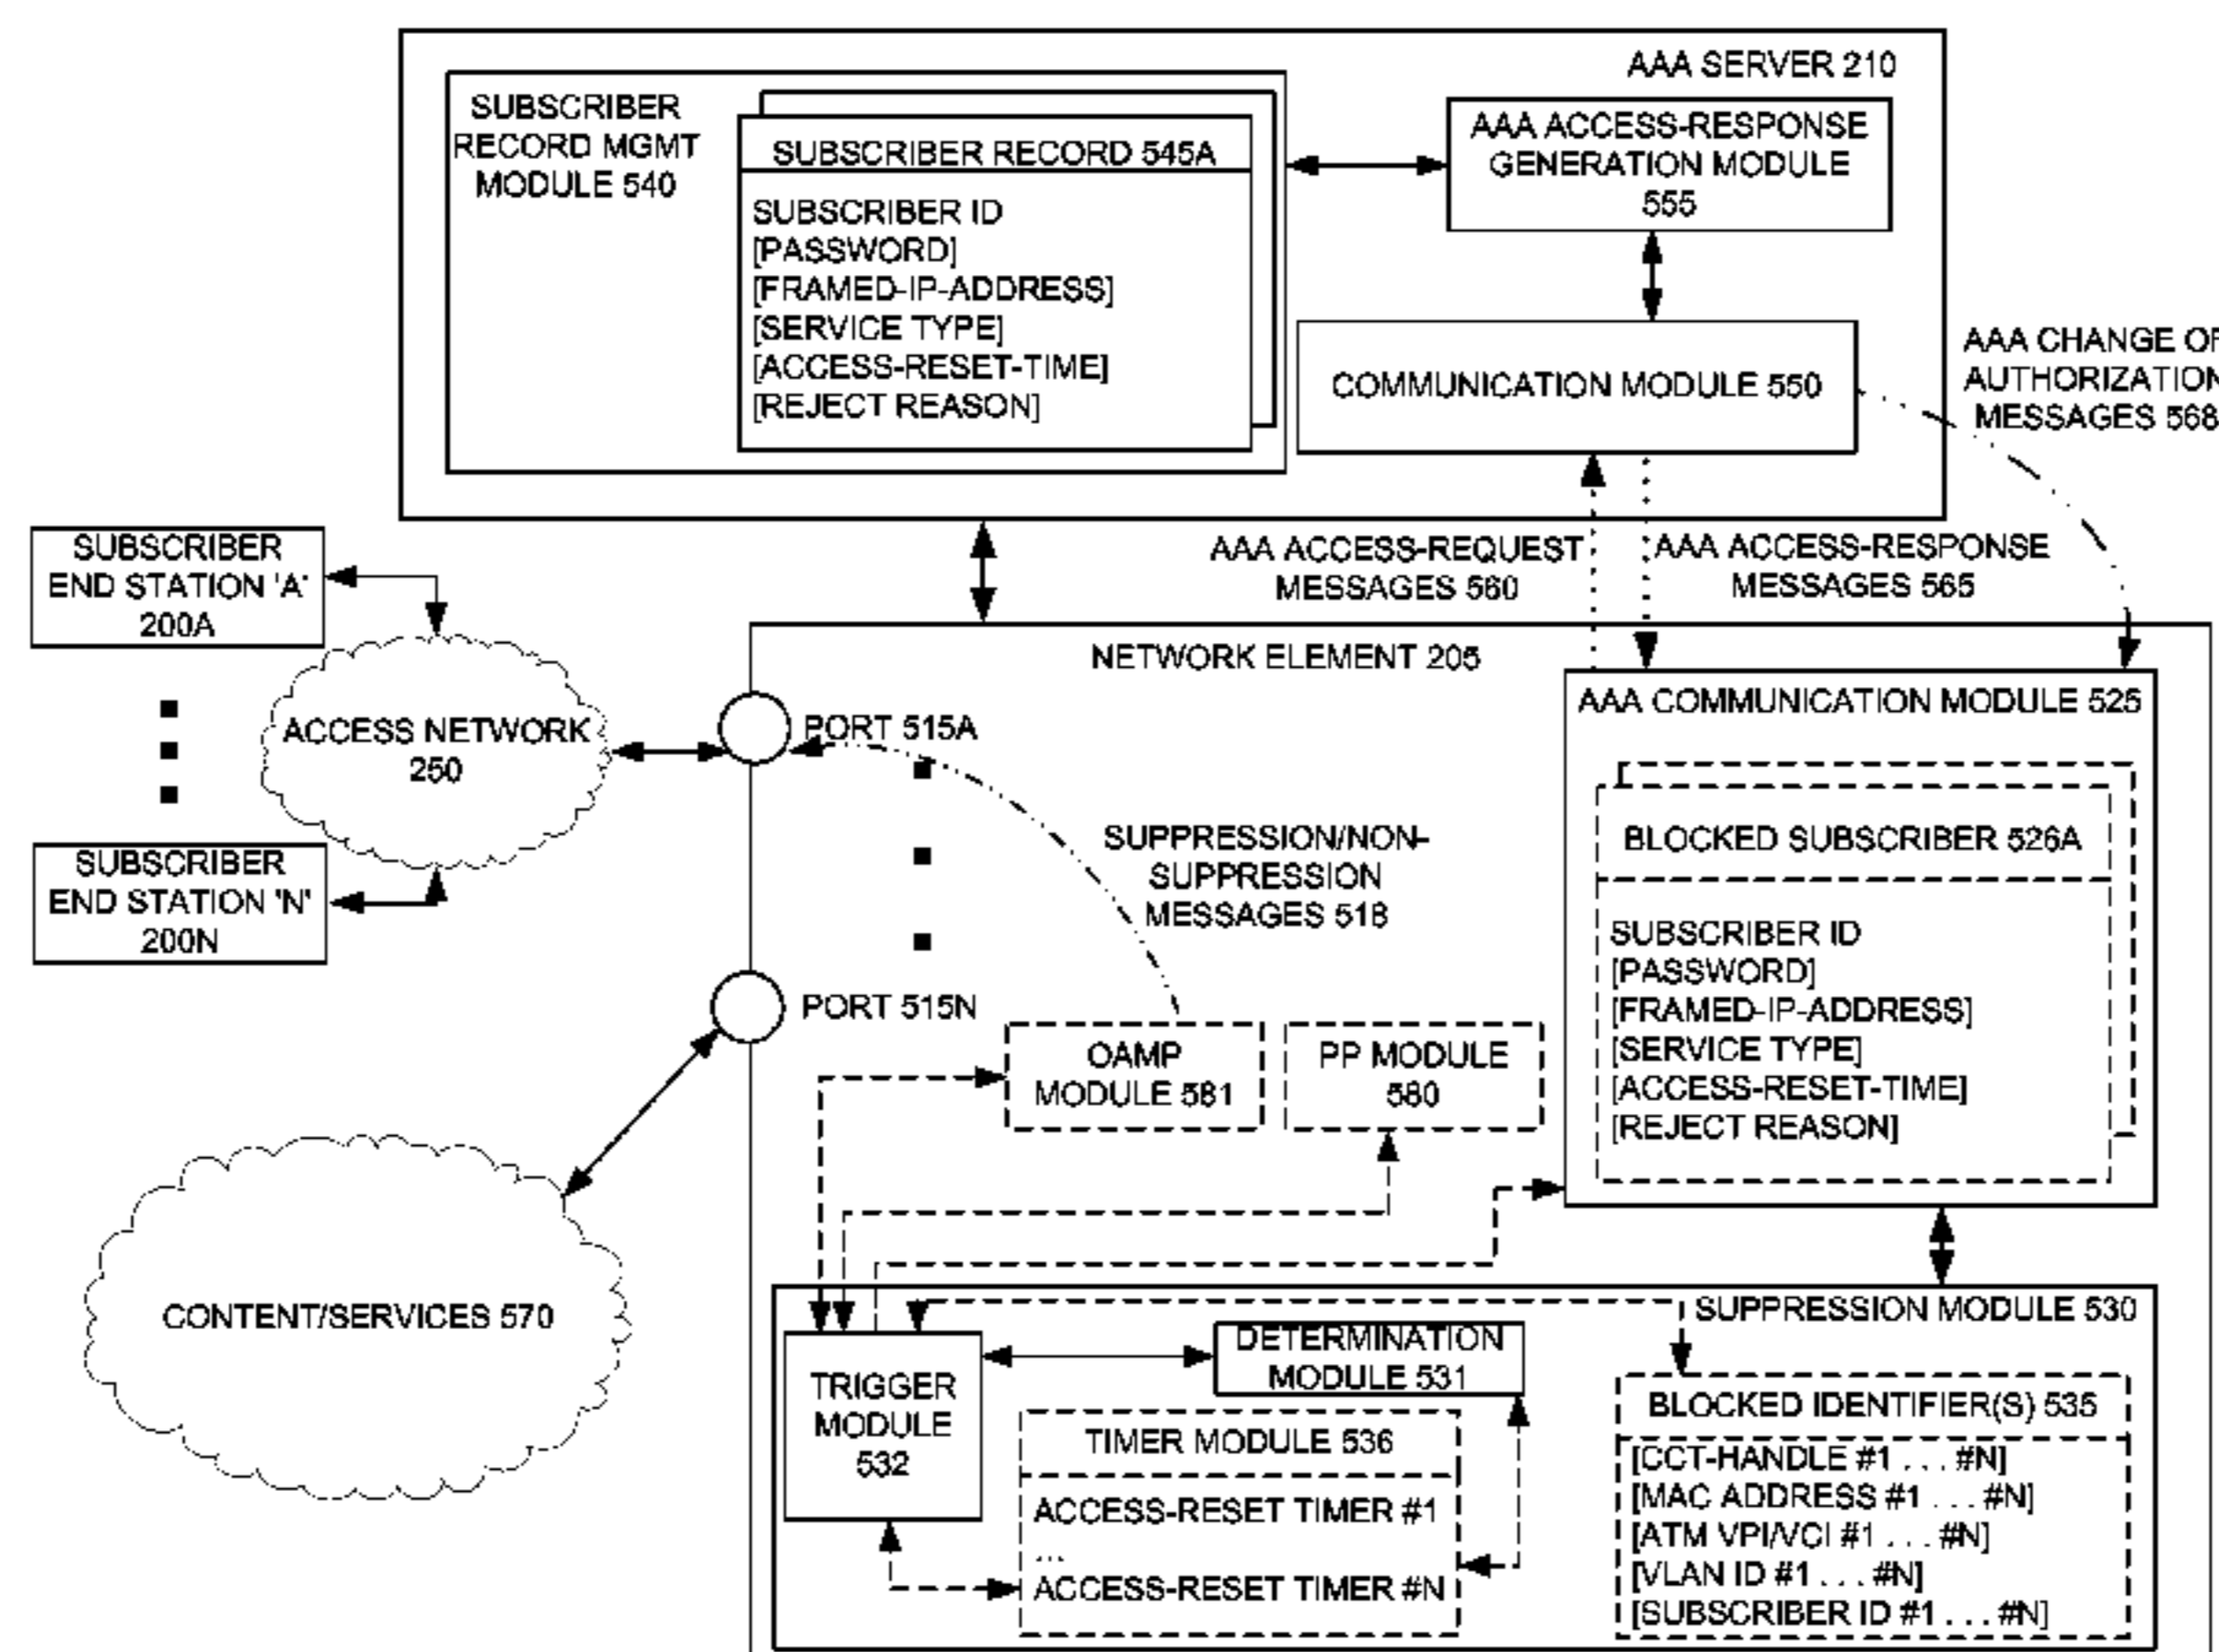 AAA SERVER 210
SUBSCRIBER
RECORD MGMT
MODULE 540
SUBSCRIBER RECORD 545A
SUBSCRIBER ID
[PASSWORD]
[FRAMED-IP-ADDRESS]
[SERVICE TYPE]
[ACCESS-RESET-TIME]
[REJECT REASON]
AAA ACCESS-RESPONSE
GENERATION MODULE
555
COMMUNICATION MODULE 550
AAA CHANGE OF
AUTHORIZATION
MESSAGES 568
AAA ACCESS-REQUEST
MESSAGES 560
AAA ACCESS-RESPONSE
MESSAGES 565
SUBSCRIBER
END STATION 'A'
200A
ACCESS NETWORK
250
SUBSCRIBER
END STATION 'N'
200N
NETWORK ELEMENT 205
PORT 515A
PORT 515N
SUPPRESSION/NON-
SUPPRESSION
MESSAGES 518
AAA COMMUNICATION MODULE 525
BLOCKED SUBSCRIBER 526A
SUBSCRIBER ID
[PASSWORD]
[FRAMED-IP-ADDRESS]
[SERVICE TYPE]
[ACCESS-RESET-TIME]
[REJECT REASON]
OAMP
MODULE 581
PP MODULE
580
CONTENT/SERVICES 570
SUPPRESSION MODULE 530
TRIGGER
MODULE
532
DETERMINATION
MODULE 531
TIMER MODULE 536
ACCESS-RESET TIMER #1
...
ACCESS-RESET TIMER #N
BLOCKED IDENTIFIER(S) 535
[CCT-HANDLE #1 . . . #N]
[MAC ADDRESS #1 . . . #N]
[ATM VPI/VCI #1 . . . #N]
[VLAN ID #1 . . . #N]
[SUBSCRIBER ID #1 . . . #N]